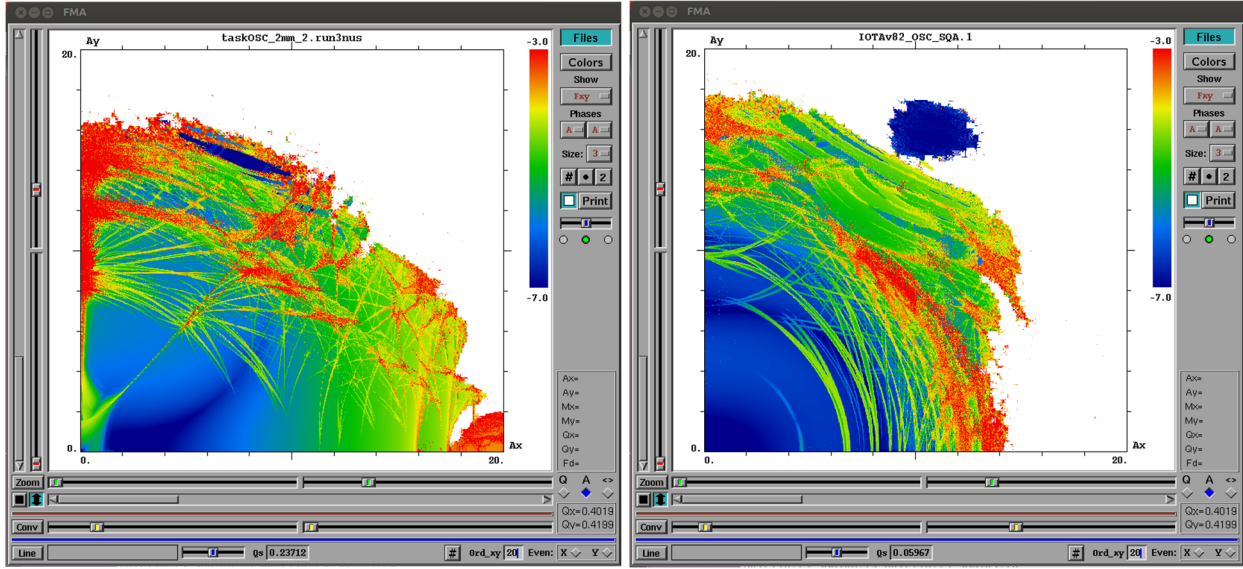 FMA
taskOSC_2mm_2.run3nus
Ay
20.
0.
0.
20.
Ax
-3.0
-7.0
Files
Colors
Show
Fxy
Phases
A A
Size: 3
# 2
Print
Ax=
Ay=
Mx=
My=
Qx=
Qy=
Fd=
Q A <>
Qx=0.4019
Qy=0.4199
Zoom
Conv
Line
Qs 0.23712
# Ord_xy 20 Even: X Y
FMA
IOTAv82_OSC_SQA.1
Ay
20.
0.
0.
20.
Ax
-3.0
-7.0
Files
Colors
Show
Fxy
Phases
A A
Size: 3
# 2
Print
Ax=
Ay=
Mx=
My=
Qx=
Qy=
Fd=
Q A <>
Qx=0.4019
Qy=0.4199
Zoom
Conv
Line
Qs 0.05967
# Ord_xy 20 Even: X Y